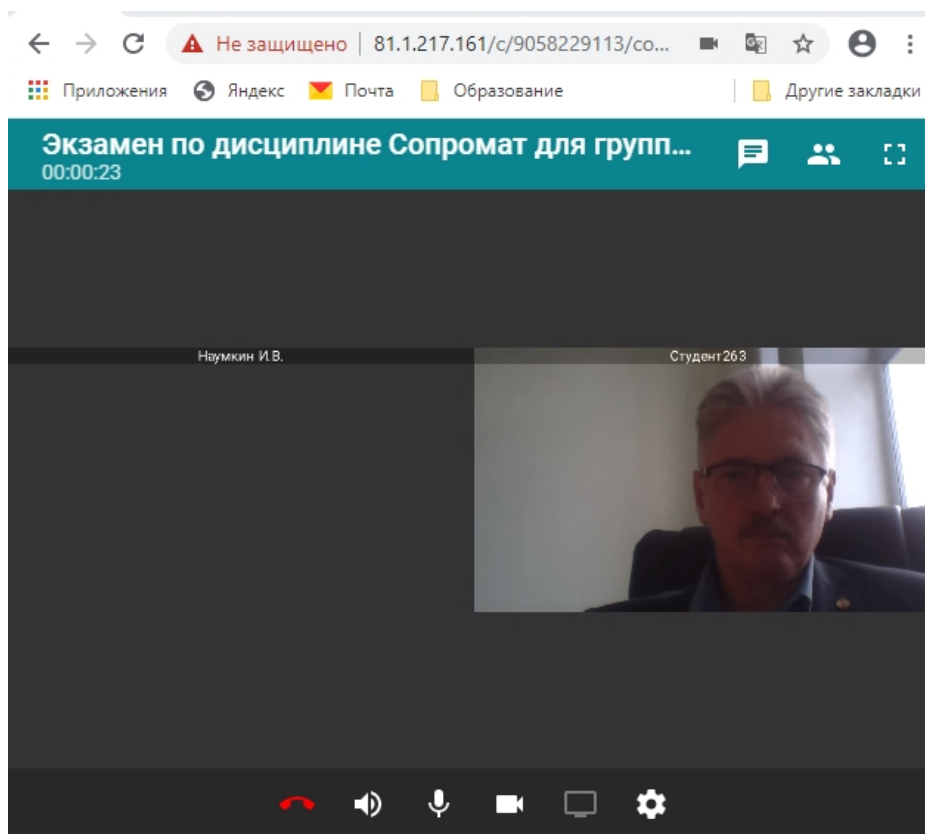 Не защищено | 81.1.217.161/c/9058229113/co...
Приложения Яндекс Почта Образование Другие закладки
Экзамен по дисциплине Сопромат для групп...
00:00:23
Наумкин И.В. Студент263